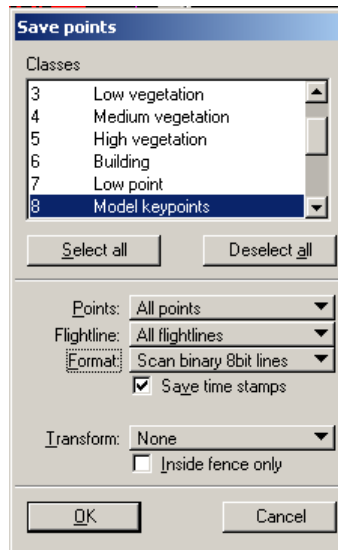 Save points
Classes
3 Low vegetation
4 Medium vegetation
5 High vegetation
6 Building
7 Low point
8 Model keypoints
Select all Deselect all
Points: All points
Flightline: All flightlines
Format: Scan binary 8bit lines
Save time stamps
Transform: None
Inside fence only
OK Cancel